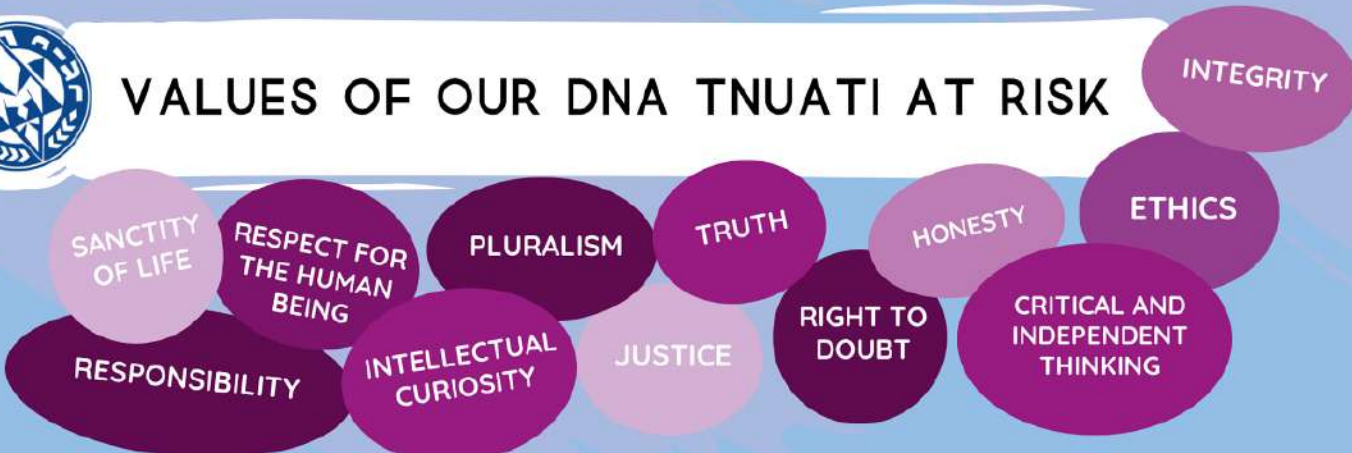 VALUES OF OUR DNA TNUATI AT RISK
INTEGRITY
SANCTITY
OF LIFE
RESPECT FOR
THE HUMAN
BEING
PLURALISM
TRUTH
HONESTY
ETHICS
RESPONSIBILITY
INTELLECTUAL
CURIOSITY
JUSTICE
RIGHT TO
DOUBT
CRITICAL AND
INDEPENDENT
THINKING